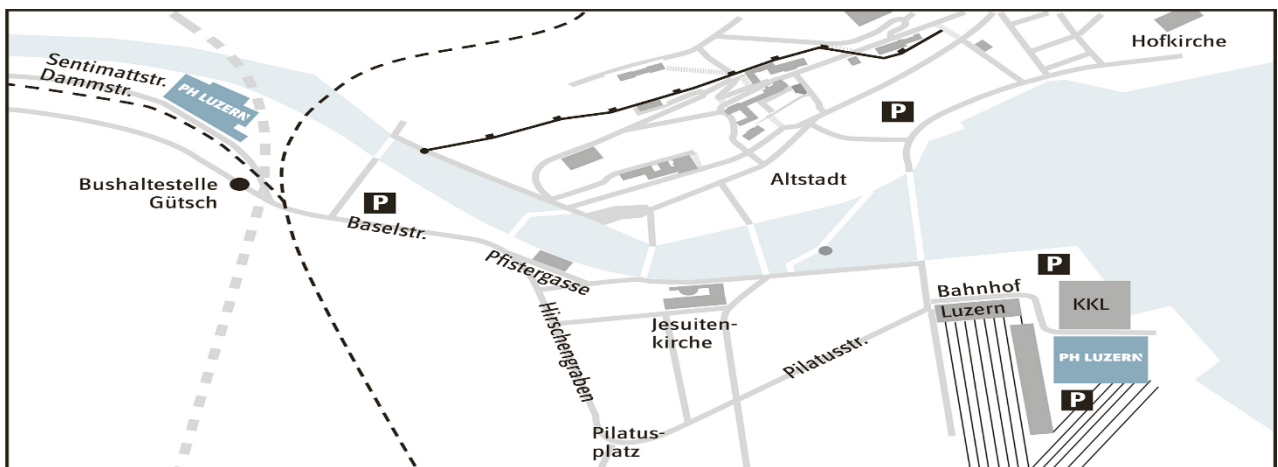 Hofkirche
Sentimattstr.
Dammstr.
PH LUZERN
P
Bushaltestelle
Gütsch
P
Altstadt
Baselstr.
Pfistergasse
P
Bahnhof
Luzern
KKL
Hirschengraben
Jesuiten-
kirche
Pilatusstr.
PH LUZERN
P
Pilatus-
platz